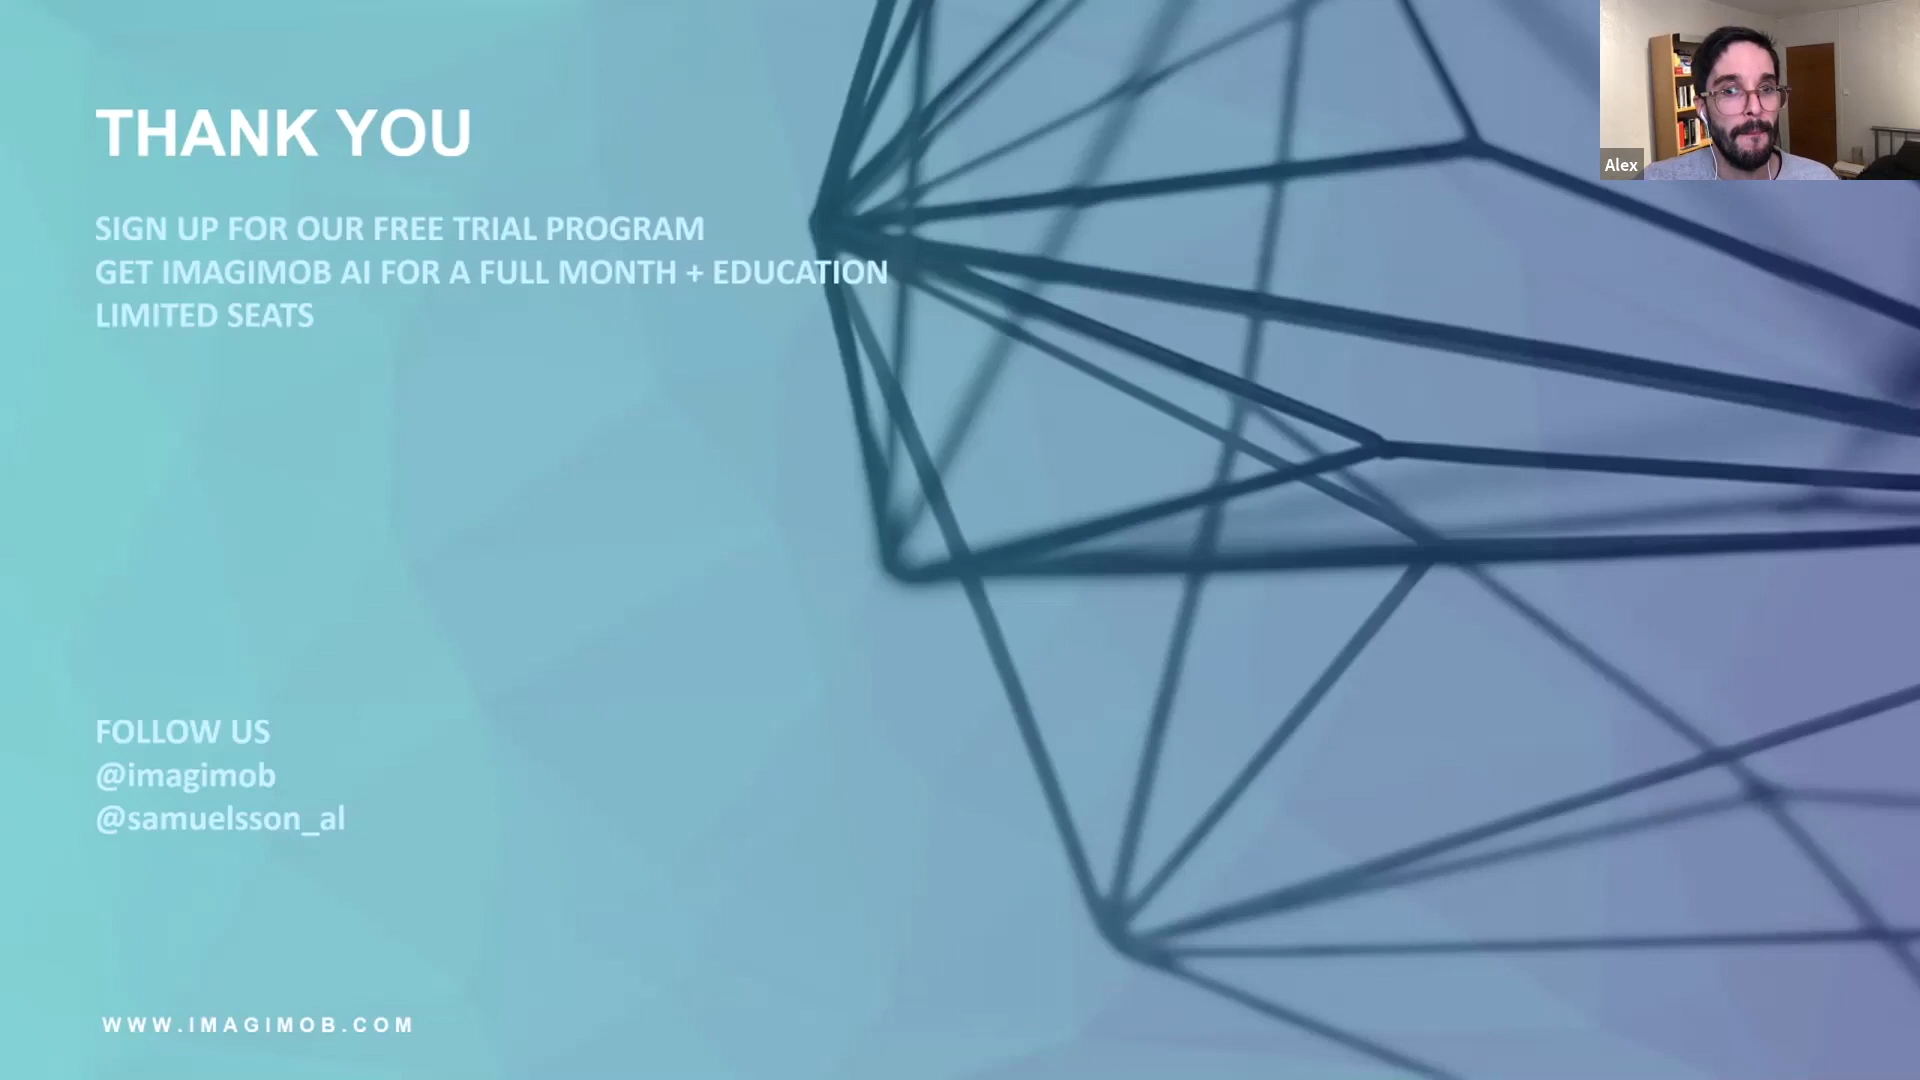 THANK YOU
SIGN UP FOR OUR FREE TRIAL PROGRAM
GET IMAGIMOB AI FOR A FULL MONTH + EDUCATION
LIMITED SEATS
FOLLOW US
@imagimob
@samuelsson_al
WWW.IMAGIMOB.COM
Alex